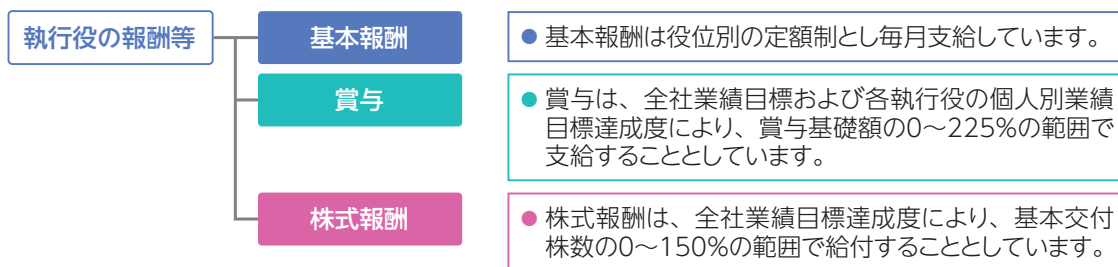 執行役の報酬等
基本報酬
● 基本報酬は役位別の定額制とし毎月支給しています。
賞与
● 賞与は、全社業績目標および各執行役の個人別業績
目標達成度により、賞与基礎額の0〜225%の範囲で
支給することとしています。
株式報酬
● 株式報酬は、全社業績目標達成度により、基本交付
株数の0〜150%の範囲で給付することとしています。